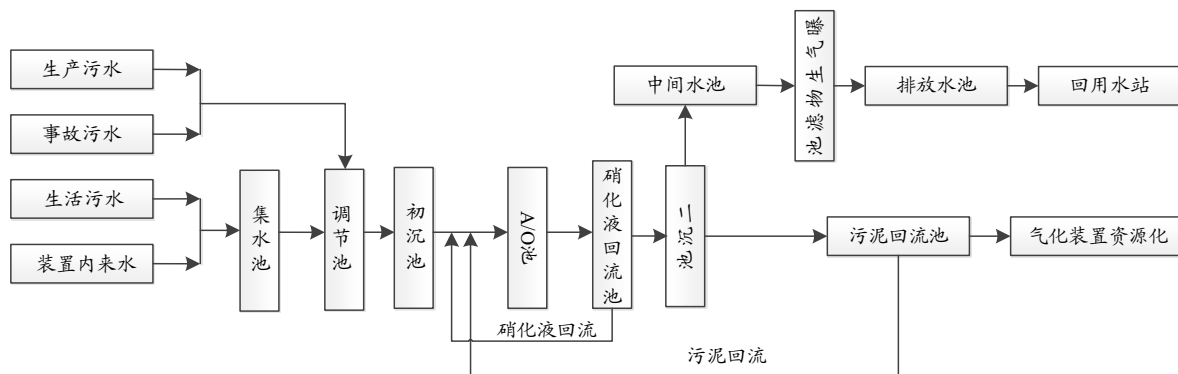 生产污水
事故污水
生活污水
装置内来水
集水池
调节池
初沉池
A/O池
硝化液回流池
池沉二
中间水池
池滤物生气曝
排放水池
回用水站
污泥回流池
气化装置资源化
硝化液回流
污泥回流